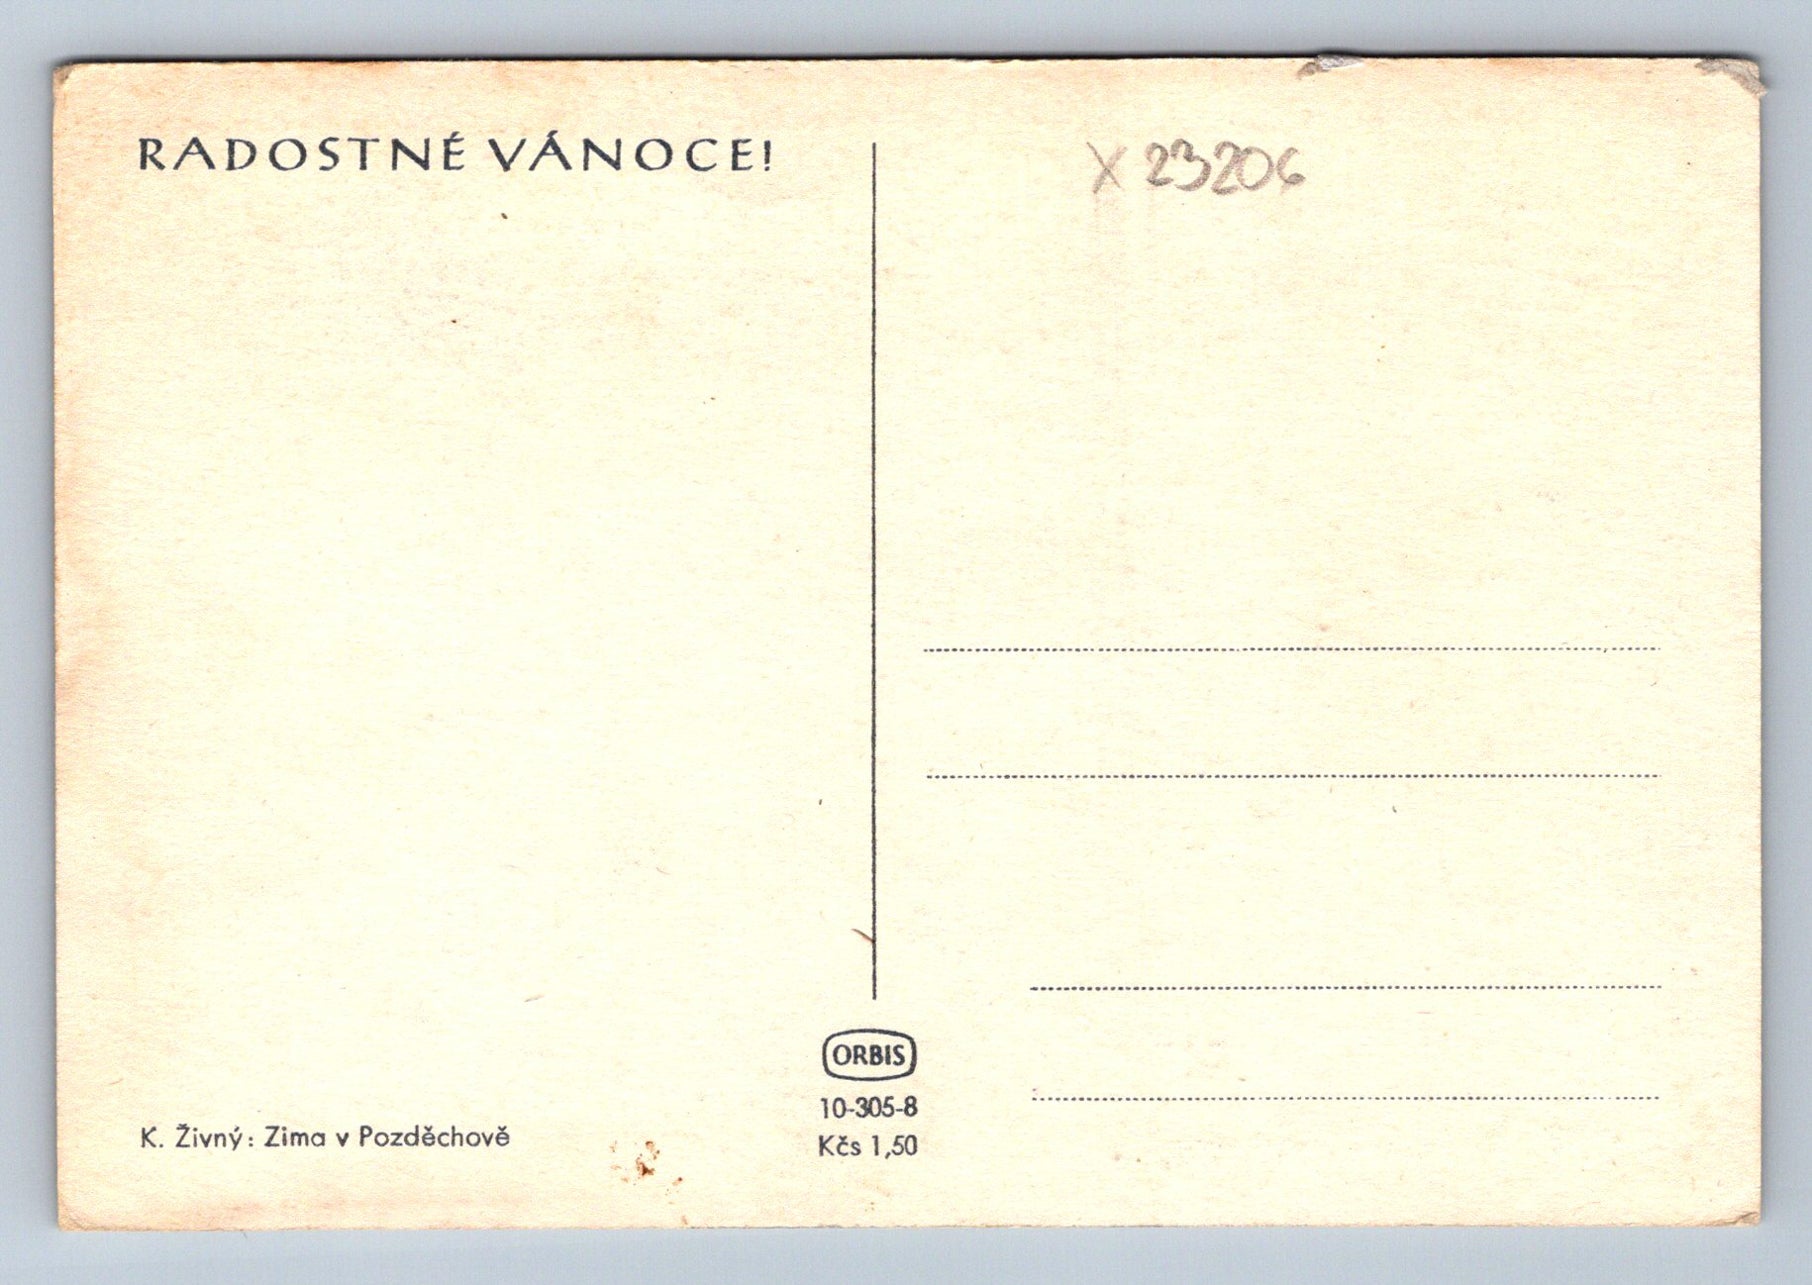 RADOSTNÉ VÁNOCE!
X 23206
ORBIS
10-305-8
Kčs 1,50
K. Živný: Zima v Pozděchově